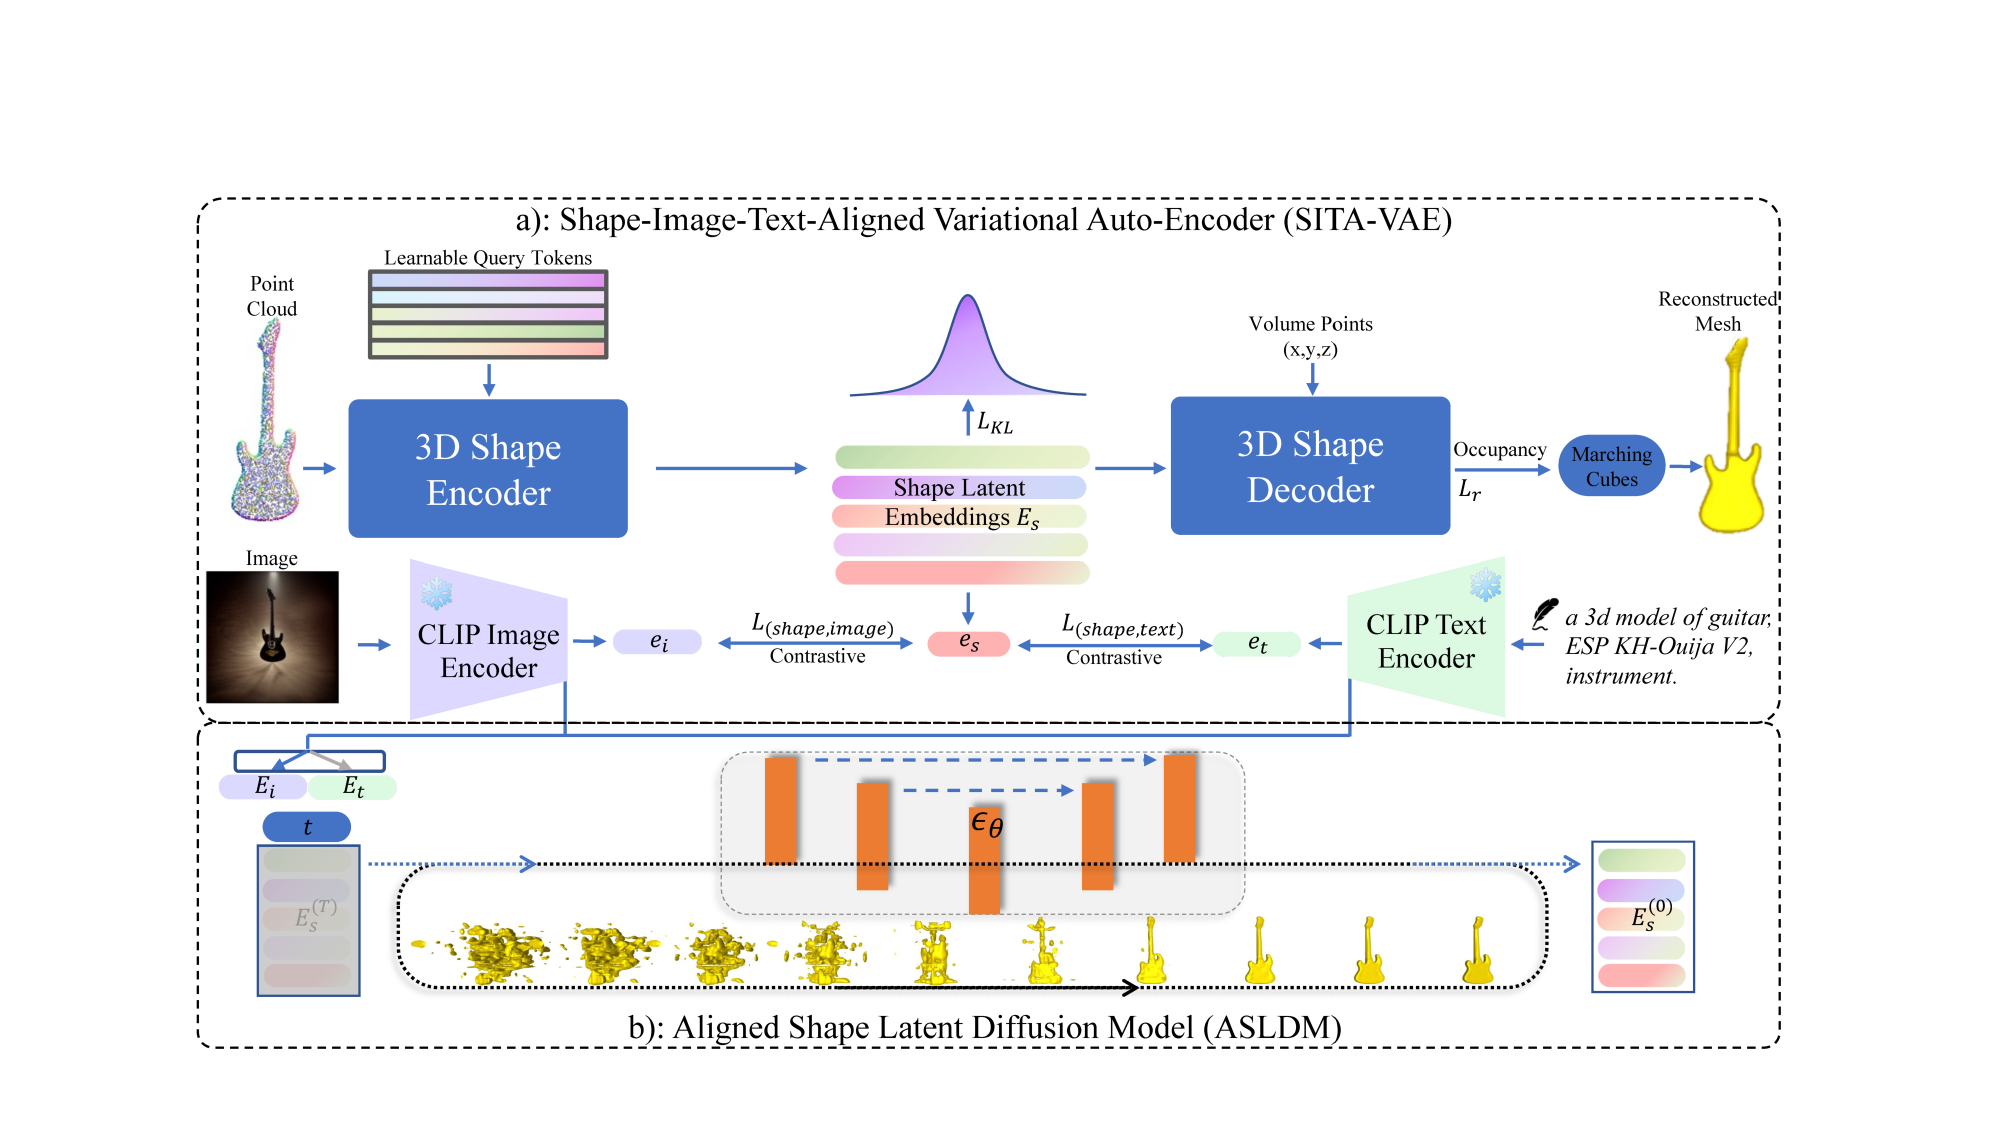 a): Shape-Image-Text-Aligned Variational Auto-Encoder (SITA-VAE)
Learnable Query Tokens
Point
Cloud
3D Shape
Encoder
L_{KL}
Shape Latent
Embeddings E_s
Volume Points
(x,y,z)
3D Shape
Decoder
Occupancy
L_r
Marching
Cubes
Reconstructed
Mesh
Image
CLIP Image
Encoder
e_i
L_{(shape,image)}
Contrastive
e_s
L_{(shape,text)}
Contrastive
e_t
CLIP Text
Encoder
a 3d model of guitar,
ESP KH-Ouija V2,
instrument.
E_i
E_t
t
E_s^{(T)}
ϵ_θ
E_s^{(0)}
b): Aligned Shape Latent Diffusion Model (ASLDM)